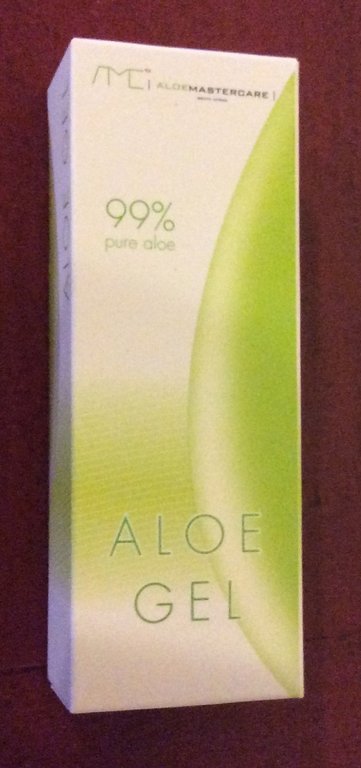 AMC | ALOEMASTERCARE |
99%
pure aloe
ALOE
GEL